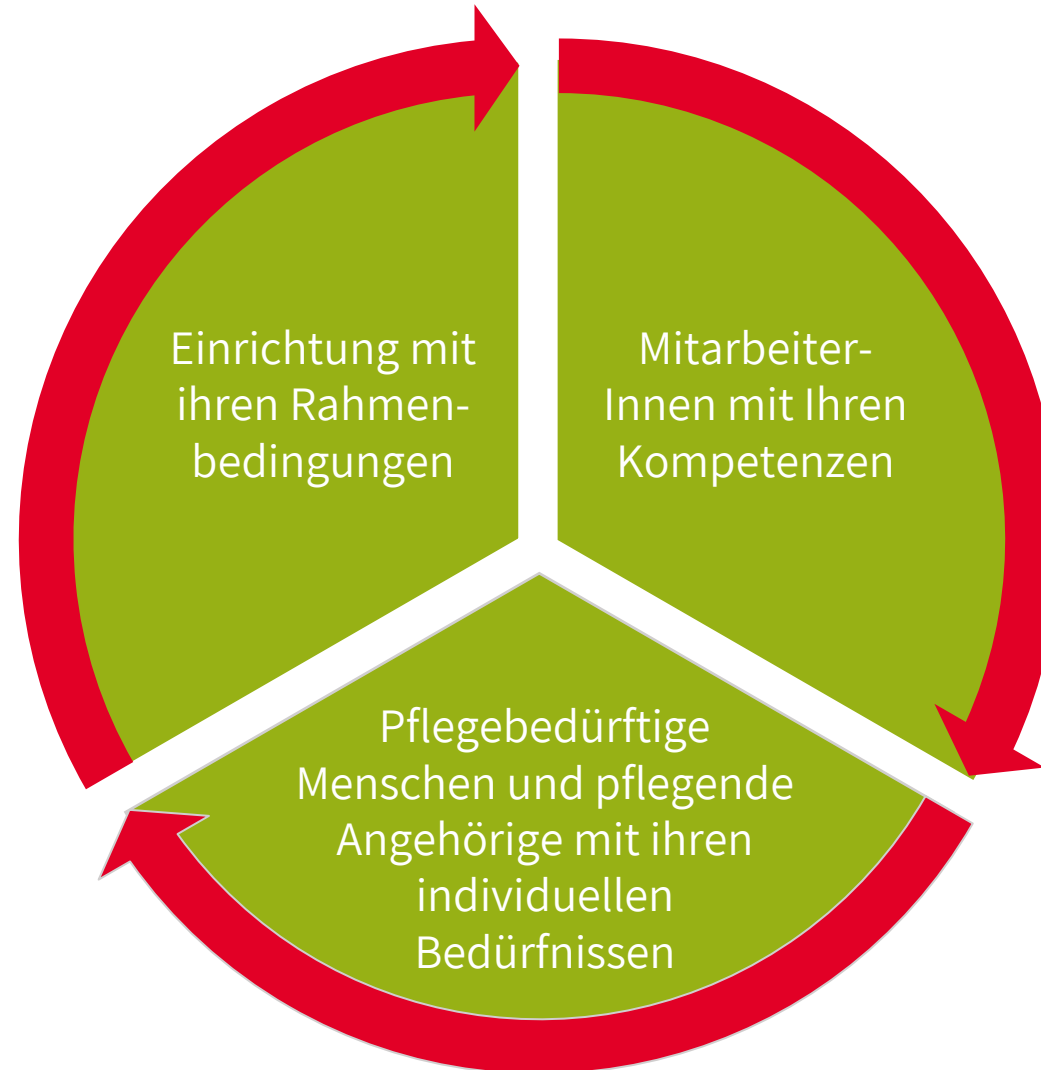 Einrichtung mit
ihren Rahmen-
bedingungen
Mitarbeiter-
Innen mit Ihren
Kompetenzen
Pflegebedürftige
Menschen und pflegende
Angehörige mit ihren
individuellen
Bedürfnissen